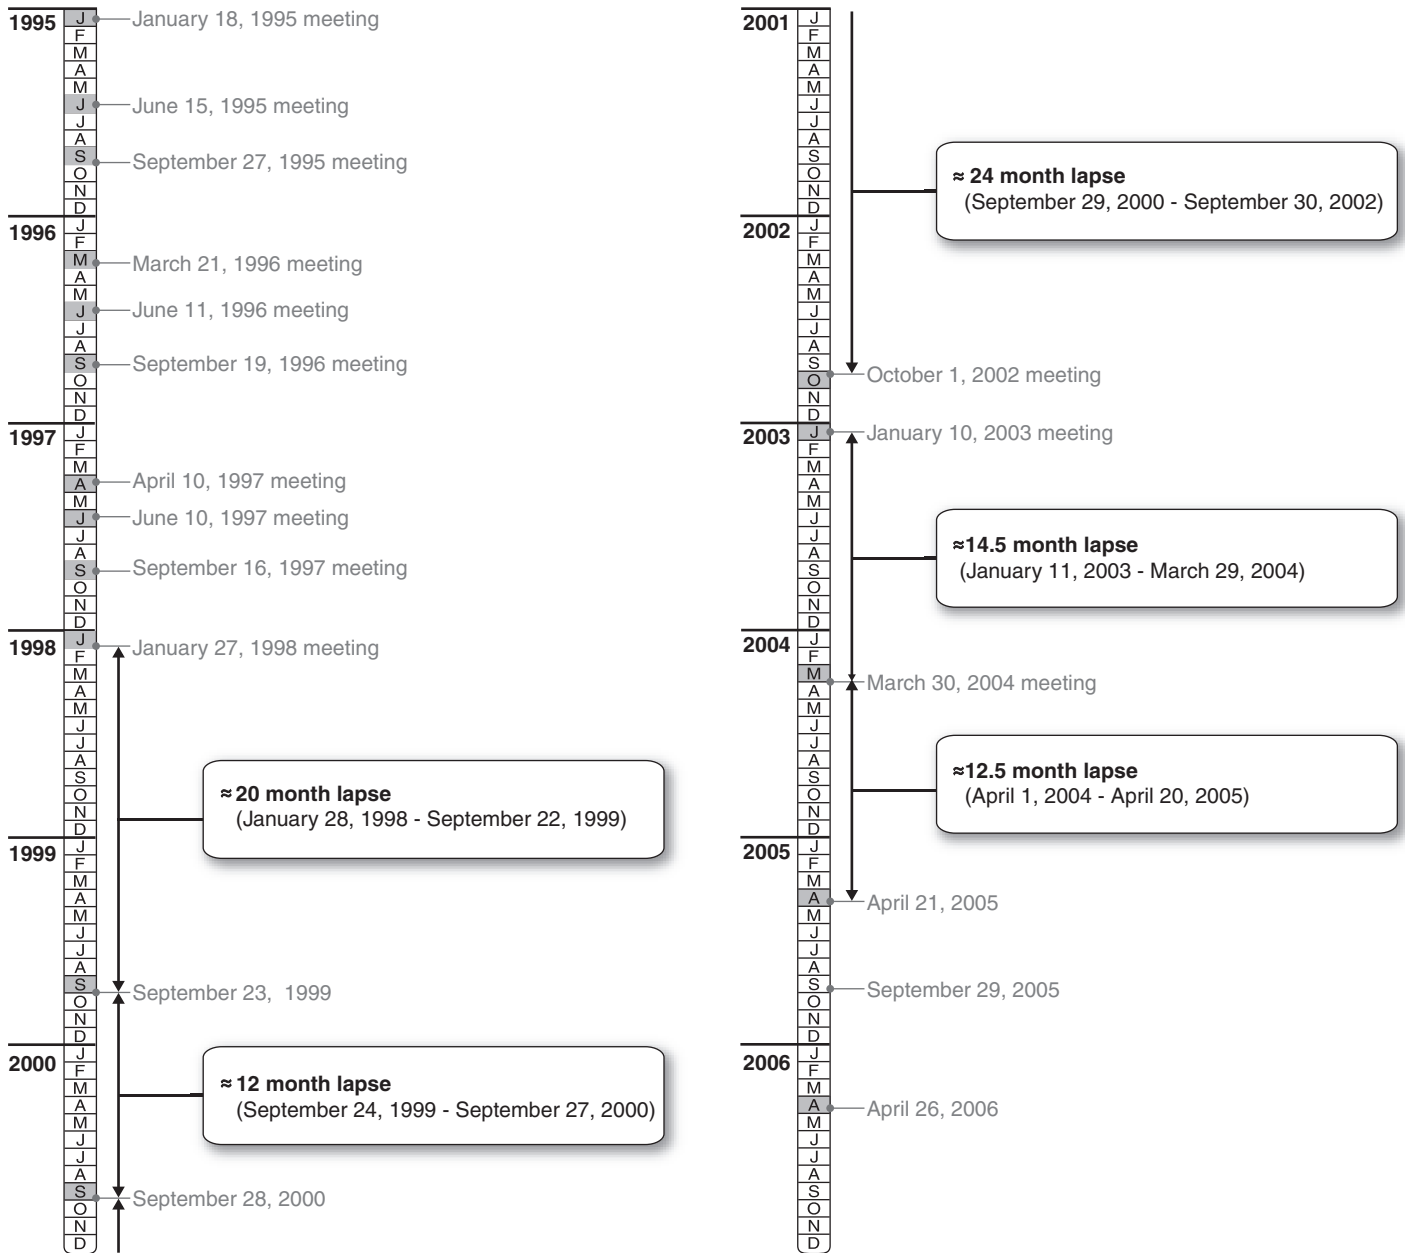 1995
J January 18, 1995 meeting
F
M
A
M
J June 15, 1995 meeting
J
A
S September 27, 1995 meeting
O
N
D
1996
J
F
M March 21, 1996 meeting
A
M
J June 11, 1996 meeting
J
A
S September 19, 1996 meeting
O
N
D
1997
J
F
M
A April 10, 1997 meeting
M
J June 10, 1997 meeting
J
A
S September 16, 1997 meeting
O
N
D
1998
J January 27, 1998 meeting
F
M
A
M
J
J
A
S
O
N
D
≈ 20 month lapse
(January 28, 1998 - September 22, 1999)
1999
J
F
M
A
M
J
J
A
S September 23, 1999
O
N
D
2000
J
F
M
A
M
J
J
A
S September 28, 2000
O
N
D
≈ 12 month lapse
(September 24, 1999 - September 27, 2000)
2001
J
F
M
A
M
J
J
A
S
O
N
D
≈ 24 month lapse
(September 29, 2000 - September 30, 2002)
2002
J
F
M
A
M
J
J
A
S
O October 1, 2002 meeting
N
D
2003
J January 10, 2003 meeting
F
M
A
M
J
J
A
S
O
N
D
≈14.5 month lapse
(January 11, 2003 - March 29, 2004)
2004
J
F
M March 30, 2004 meeting
A
M
J
J
A
S
O
N
D
≈12.5 month lapse
(April 1, 2004 - April 20, 2005)
2005
J
F
M
A April 21, 2005
M
J
J
A
S September 29, 2005
O
N
D
2006
J
F
M
A April 26, 2006
M
J
J
A
S
O
N
D